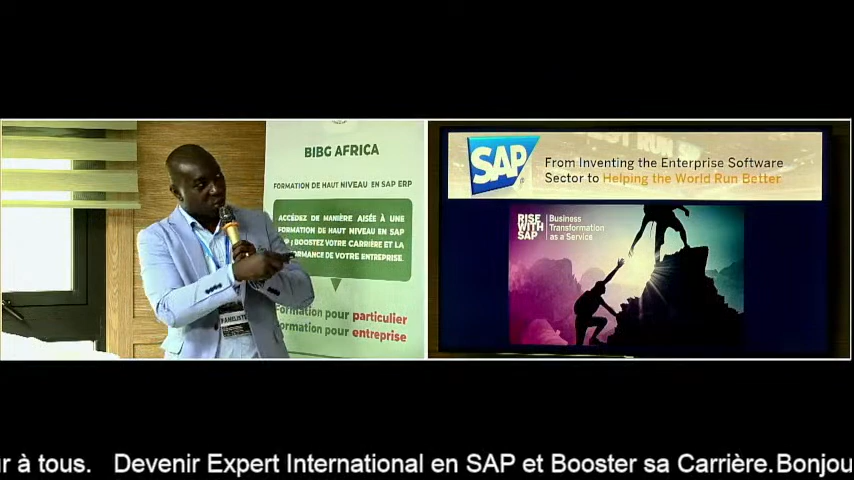 BIBG AFRICA
FORMATION DE HAUT NIVEAU EN SAP ERP
ACCÉDEZ DE MANIÈRE AISÉE À UNE
FORMATION DE HAUT NIVEAU EN SAP
BOOSTEZ VOTRE CARRIÈRE ET LA
DE VOTRE ENTREPRISE.
Formation pour particulier
ormation pour entreprise
PANELISTE
SAP
From Inventing the Enterprise Software
Sector to Helping the World Run Better
RISE
WITH
SAP
Business
Transformation
as a Service
r à tous. Devenir Expert International en SAP et Booster sa Carrière.Bonjou